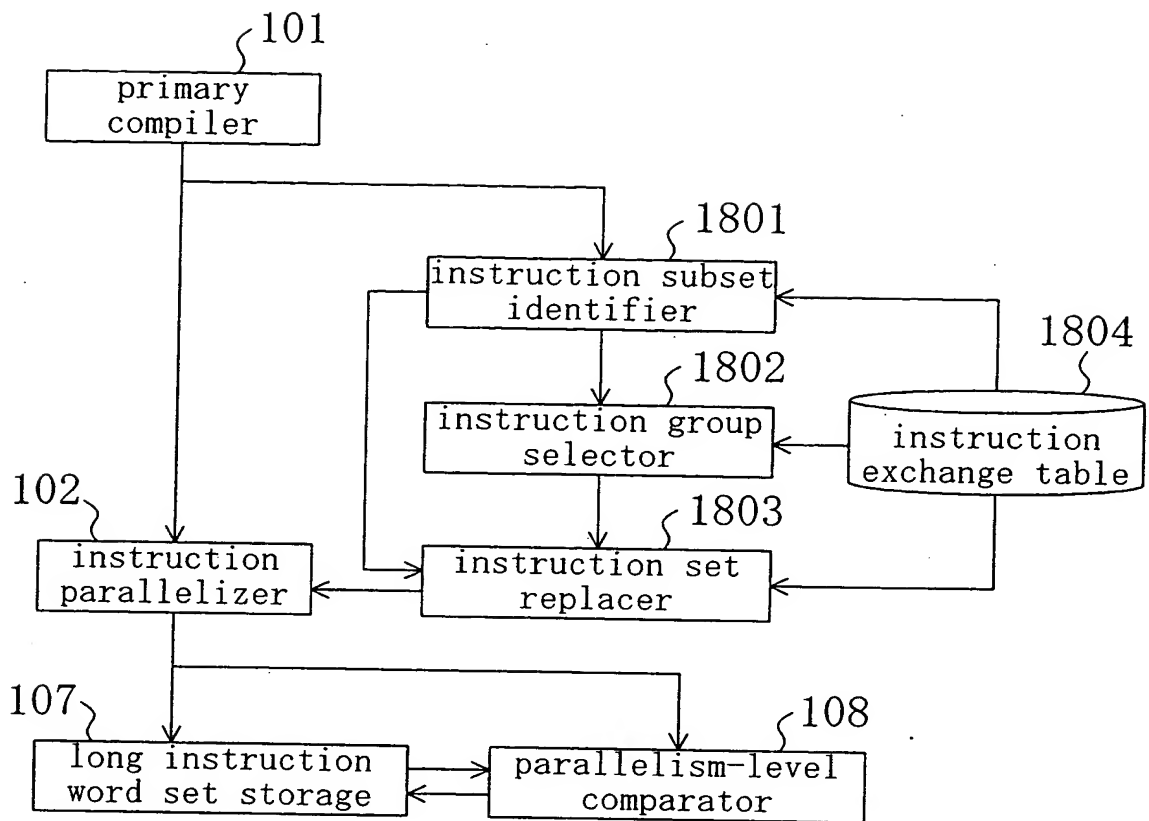 101
primary
compiler
1801
instruction subset
identifier
1804
instruction
exchange table
1802
instruction group
selector
102
instruction
parallelizer
1803
instruction set
replacer
107
long instruction
word set storage
108
parallelism-level
comparator